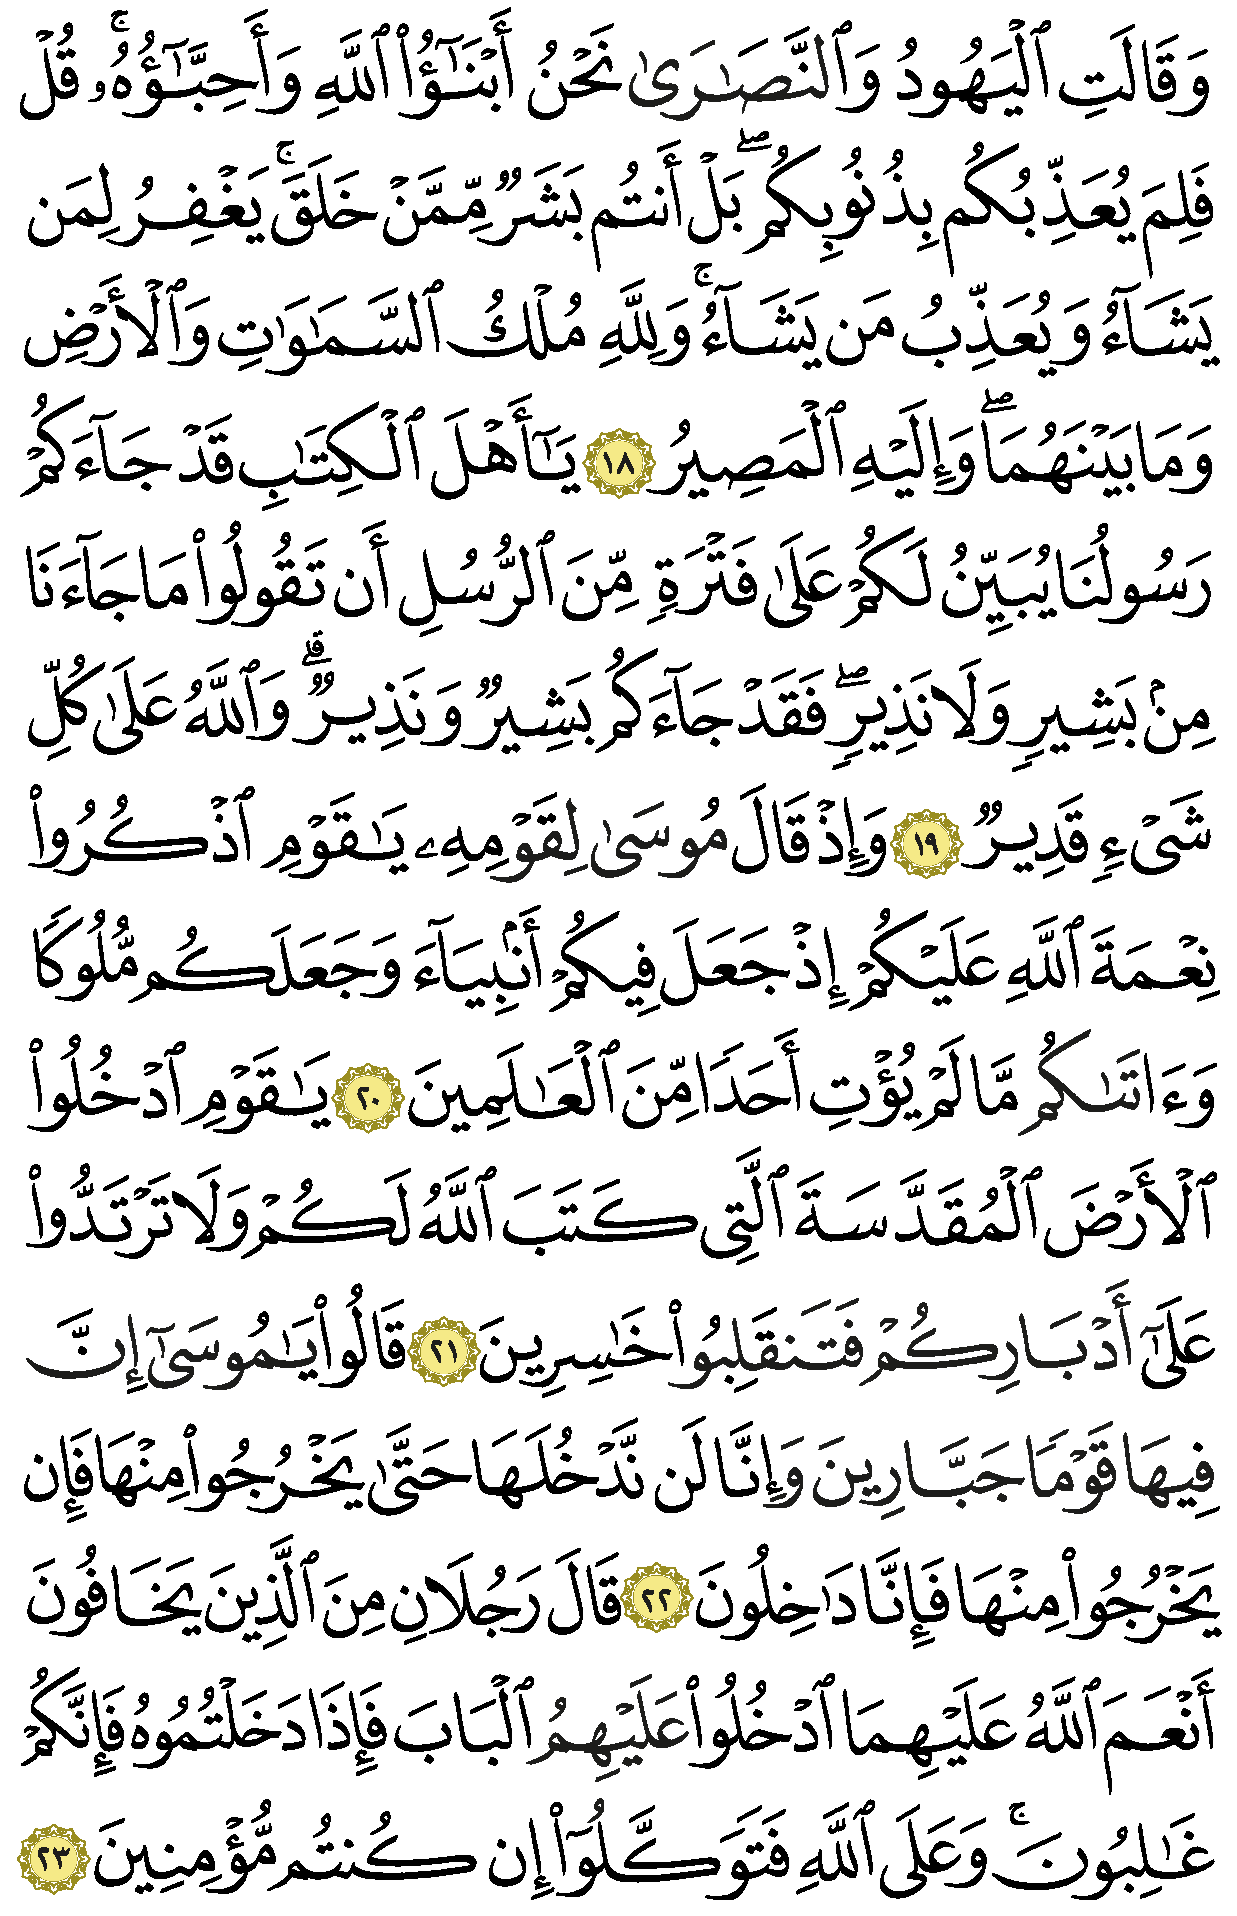 وَقَالَتِ ٱلۡيَهُودُ وَٱلنَّصَٰرَىٰ نَحۡنُ أَبۡنَٰٓؤُاْ ٱللَّهِ وَأَحِبَّٰٓؤُهُۥۚ قُلۡ
فَلِمَ يُعَذِّبُكُم بِذُنُوبِكُمۖ بَلۡ أَنتُم بَشَرٞ مِّمَّنۡ خَلَقَۚ يَغۡفِرُ لِمَن
يَشَآءُ وَيُعَذِّبُ مَن يَشَآءُۚ وَلِلَّهِ مُلۡكُ ٱلسَّمَٰوَٰتِ وَٱلۡأَرۡضِ
وَمَا بَيۡنَهُمَاۖ وَإِلَيۡهِ ٱلۡمَصِيرُ ١٨ يَٰٓأَهۡلَ ٱلۡكِتَٰبِ قَدۡ جَآءَكُمۡ
رَسُولُنَا يُبَيِّنُ لَكُمۡ عَلَىٰ فَتۡرَةٖ مِّنَ ٱلرُّسُلِ أَن تَقُولُواْ مَا جَآءَنَا
مِنۢ بَشِيرٖ وَلَا نَذِيرٖۖ فَقَدۡ جَآءَكُم بَشِيرٞ وَنَذِيرٞۗ وَٱللَّهُ عَلَىٰ كُلِّ
شَيۡءٖ قَدِيرٞ ١٩ وَإِذۡ قَالَ مُوسَىٰ لِقَوۡمِهِۦ يَٰقَوۡمِ ٱذۡكُرُواْ
نِعۡمَةَ ٱللَّهِ عَلَيۡكُمۡ إِذۡ جَعَلَ فِيكُمۡ أَنۢبِيَآءَ وَجَعَلَكُم مُّلُوكٗا
وَءَاتَىٰكُم مَّا لَمۡ يُؤۡتِ أَحَدٗا مِّنَ ٱلۡعَٰلَمِينَ ٢٠ يَٰقَوۡمِ ٱدۡخُلُواْ
ٱلۡأَرۡضَ ٱلۡمُقَدَّسَةَ ٱلَّتِي كَتَبَ ٱللَّهُ لَكُمۡ وَلَا تَرۡتَدُّواْ
عَلَىٰٓ أَدۡبَارِكُمۡ فَتَنقَلِبُواْ خَٰسِرِينَ ٢١ قَالُواْ يَٰمُوسَىٰٓ إِنَّ
فِيهَا قَوۡمٗا جَبَّارِينَ وَإِنَّا لَن نَّدۡخُلَهَا حَتَّىٰ يَخۡرُجُواْ مِنۡهَا فَإِن
يَخۡرُجُواْ مِنۡهَا فَإِنَّا دَٰخِلُونَ ٢٢ قَالَ رَجُلَانِ مِنَ ٱلَّذِينَ يَخَافُونَ
أَنۡعَمَ ٱللَّهُ عَلَيۡهِمَا ٱدۡخُلُواْ عَلَيۡهِمُ ٱلۡبَابَ فَإِذَا دَخَلۡتُمُوهُ فَإِنَّكُمۡ
غَٰلِبُونَۚ وَعَلَى ٱللَّهِ فَتَوَكَّلُوٓاْ إِن كُنتُم مُّؤۡمِنِينَ ٢٣